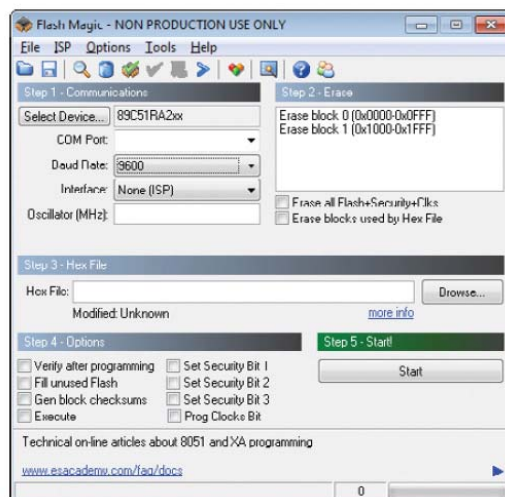 Flash Magic - NON PRODUCTION USE ONLY
File ISP Options Tools Help
Step 1 - Communications
Select Device... 89C51RA2xx
COM Port:
Baud Rate: 9600
Interface: None (ISP)
Oscillator (MHz):
Step 2 - Erase
Erase block 0 (0x0000-0x0FFF)
Erase block 1 (0x1000-0x1FFF)
Erase all Flash+Security+Clks
Erase blocks used by Hex File
Step 3 - Hex File
Hex File: Browse...
Modified: Unknown more info
Step 4 - Options
Verify after programming Set Security Bit 1
Fill unused Flash Set Security Bit 2
Gen block checksums Set Security Bit 3
Execute Prog Clocks Bit
Step 5 - Start!
Start
Technical on-line articles about 8051 and XA programming
www.esacademy.com/faq/docs
0